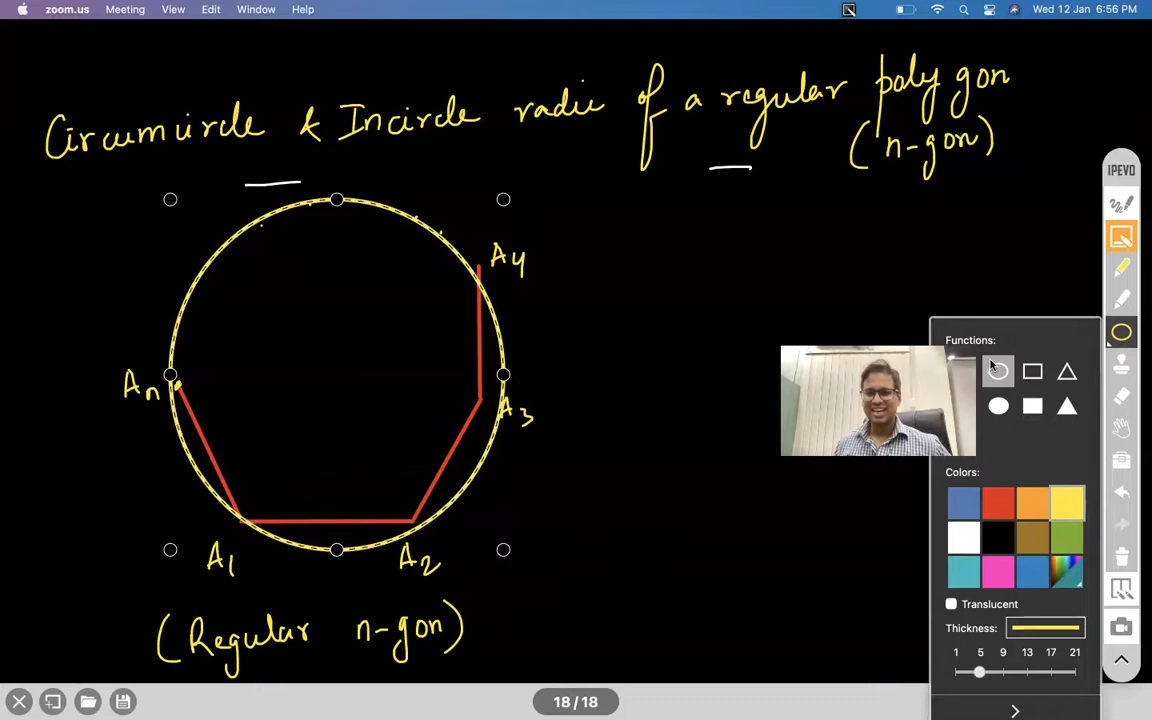 zoom.us Meeting View Edit Window Help Wed 12 Jan 6:56 PM
Circumcircle & Incircle radii of a regular polygon
(n-gon)
IPEVO
A4
Functions:
An
A3
Colors:
A1 A2
Translucent
(Regular n-gon)
Thickness:
1 5 9 13 17 21
18/18